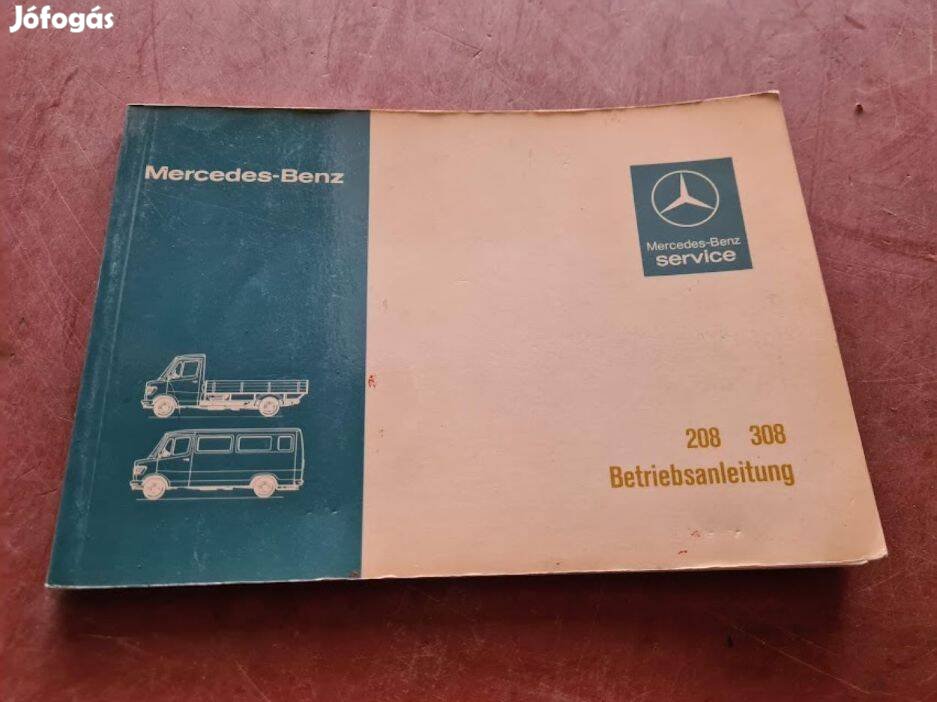 Jófogás
Mercedes-Benz
Mercedes-Benz
service
208 308
Betriebsanleitung